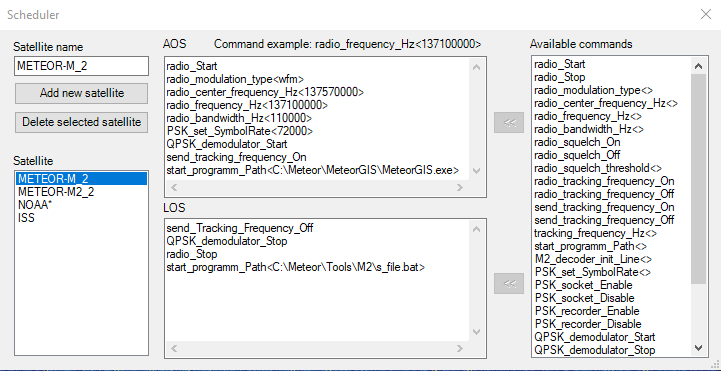 Scheduler
Satellite name
METEOR-M_2
Add new satellite
Delete selected satellite
Satellite
METEOR-M_2
METEOR-M2_2
NOAA*
ISS
AOS
Command example: radio_frequency_Hz<137100000>
radio_Start
radio_modulation_type<wfm>
radio_center_frequency_Hz<137570000>
radio_frequency_Hz<137100000>
radio_bandwidth_Hz<110000>
PSK_set_SymbolRate<72000>
QPSK_demodulator_Start
send_tracking_frequency_On
start_programm_Path<C:\Meteor\MeteorGIS\MeteorGIS.exe>
LOS
send_Tracking_Frequency_Off
QPSK_demodulator_Stop
radio_Stop
start_programm_Path<C:\Meteor\Tools\M2\s_file.bat>
<<
<<
Available commands
radio_Start
radio_Stop
radio_modulation_type<>
radio_center_frequency_Hz<>
radio_frequency_Hz<>
radio_bandwidth_Hz<>
radio_squelch_On
radio_squelch_Off
radio_squelch_threshold<>
radio_tracking_frequency_On
radio_tracking_frequency_Off
send_tracking_frequency_On
send_tracking_frequency_Off
tracking_frequency_Hz<>
start_programm_Path<>
M2_decoder_init_Line<>
PSK_set_SymbolRate<>
PSK_socket_Enable
PSK_socket_Disable
PSK_recorder_Enable
PSK_recorder_Disable
QPSK_demodulator_Start
QPSK_demodulator_Stop